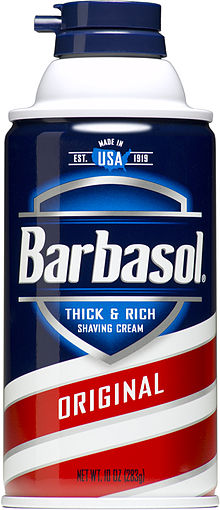 MADE IN
EST. USA 1919
Barbasol®
THICK & RICH
SHAVING CREAM
ORIGINAL
NET WT. 10 OZ (283g)